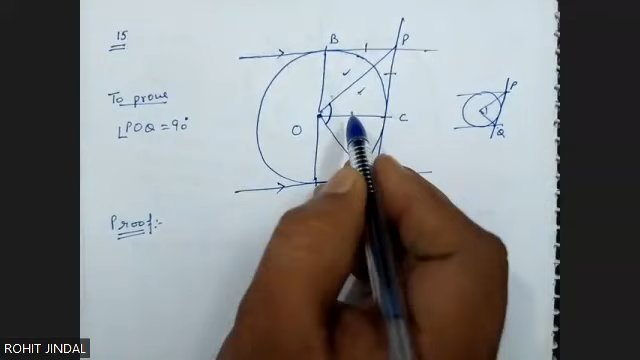 15
To prove
∟POQ = 90°
Proof:-
B
P
O
C
P
Q
ROHIT JINDAL